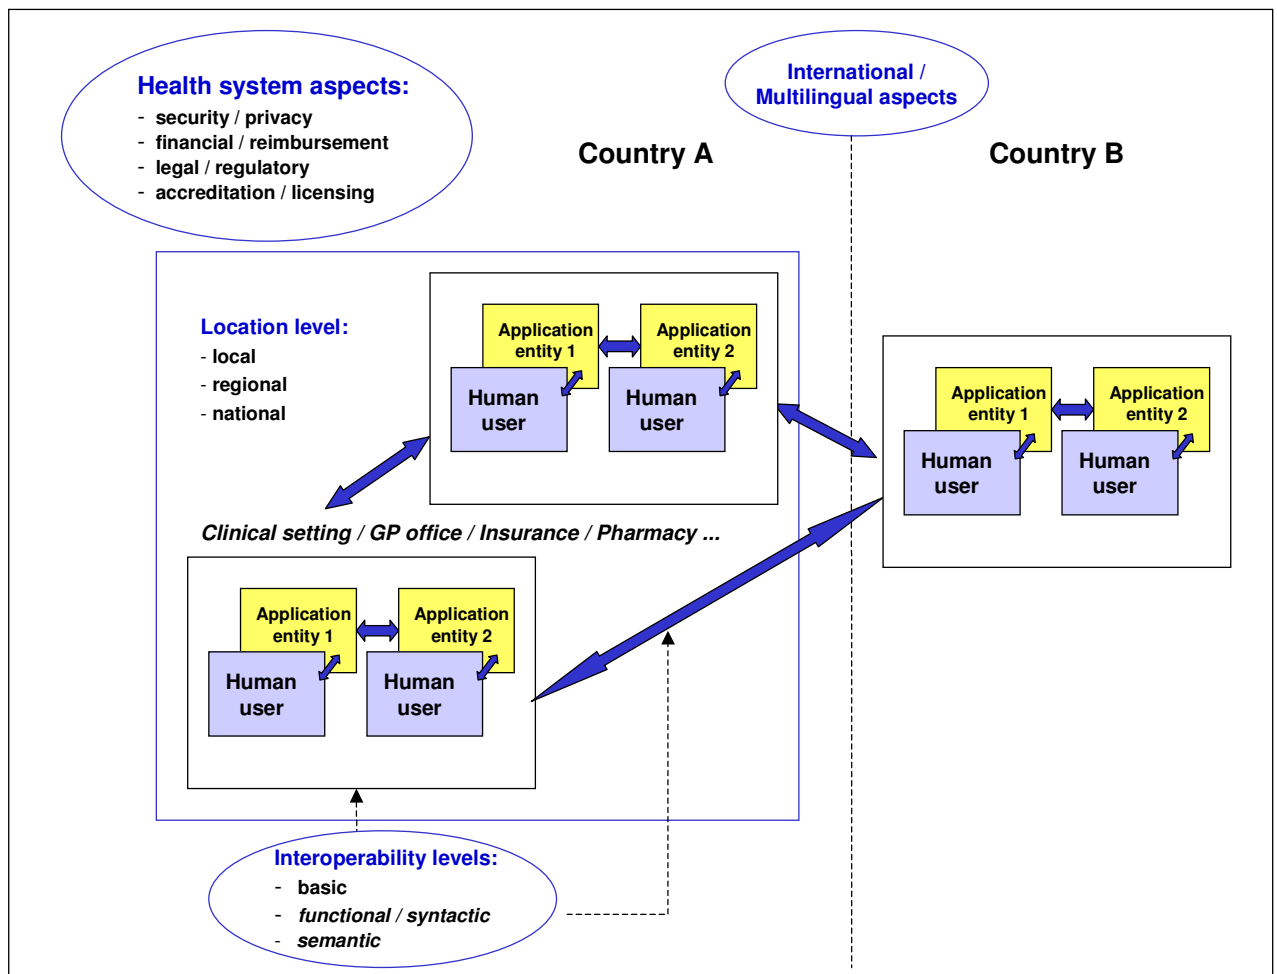 Health system aspects:
- security / privacy
- financial / reimbursement
- legal / regulatory
- accreditation / licensing
International /
Multilingual aspects
Country A
Country B
Location level:
- local
- regional
- national
Application
entity 1
Application
entity 2
Human
user
Human
user
Application
entity 1
Application
entity 2
Human
user
Human
user
Clinical setting / GP office / Insurance / Pharmacy ...
Application
entity 1
Application
entity 2
Human
user
Human
user
Interoperability levels:
- basic
- functional / syntactic
- semantic